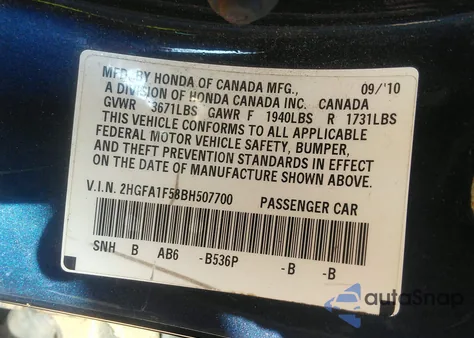 MFD. BY HONDA OF CANADA MFG., 09/'10
A DIVISION OF HONDA CANADA INC. CANADA
GVWR 3671LBS GAWR F 1940LBS R 1731LBS
THIS VEHICLE CONFORMS TO ALL APPLICABLE
FEDERAL MOTOR VEHICLE SAFETY, BUMPER,
AND THEFT PREVENTION STANDARDS IN EFFECT
ON THE DATE OF MANUFACTURE SHOWN ABOVE.
V.I.N. 2HGFA1F58BH507700 PASSENGER CAR
SNH B AB6 -B536P -B -B
autoSnap